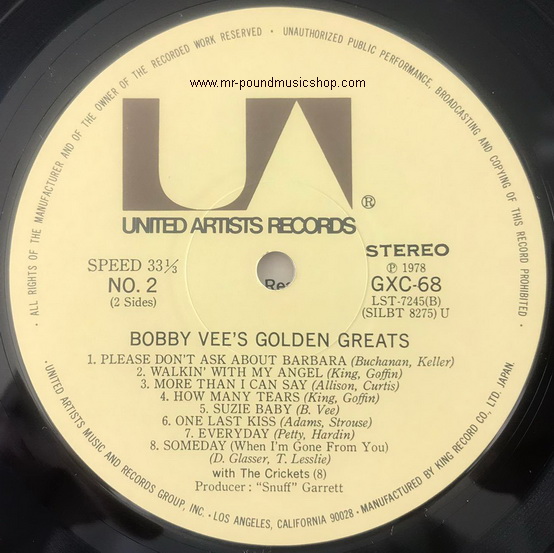 · ALL RIGHTS OF THE MANUFACTURER AND OF THE OWNER OF THE RECORDED WORK RESERVED · UNAUTHORIZED PUBLIC PERFORMANCE, BROADCASTING AND COPYING OF THIS RECORD PROHIBITED ·
www.mr-poundmusicshop.com
UA®
UNITED ARTISTS RECORDS
STEREO
SPEED 33⅓
NO. 2
(2 Sides)
Ⓟ 1978
GXC-68
LST-7245(B)
(SILBT 8275) U
BOBBY VEE'S GOLDEN GREATS
1. PLEASE DON'T ASK ABOUT BARBARA (Buchanan, Keller)
2. WALKIN' WITH MY ANGEL (King, Goffin)
3. MORE THAN I CAN SAY (Allison, Curtis)
4. HOW MANY TEARS (King, Goffin)
5. SUZIE BABY (B. Vee)
6. ONE LAST KISS (Adams, Strouse)
7. EVERYDAY (Petty, Hardin)
8. SOMEDAY (When I'm Gone From You)
(D. Glasser, T. Lesslie)
with The Crickets (8)
Producer : "Snuff" Garrett
· UNITED ARTISTS MUSIC AND RECORDS GROUP, INC. · LOS ANGELES, CALIFORNIA 90028 · MANUFACTURED BY KING RECORD CO., LTD. JAPAN.